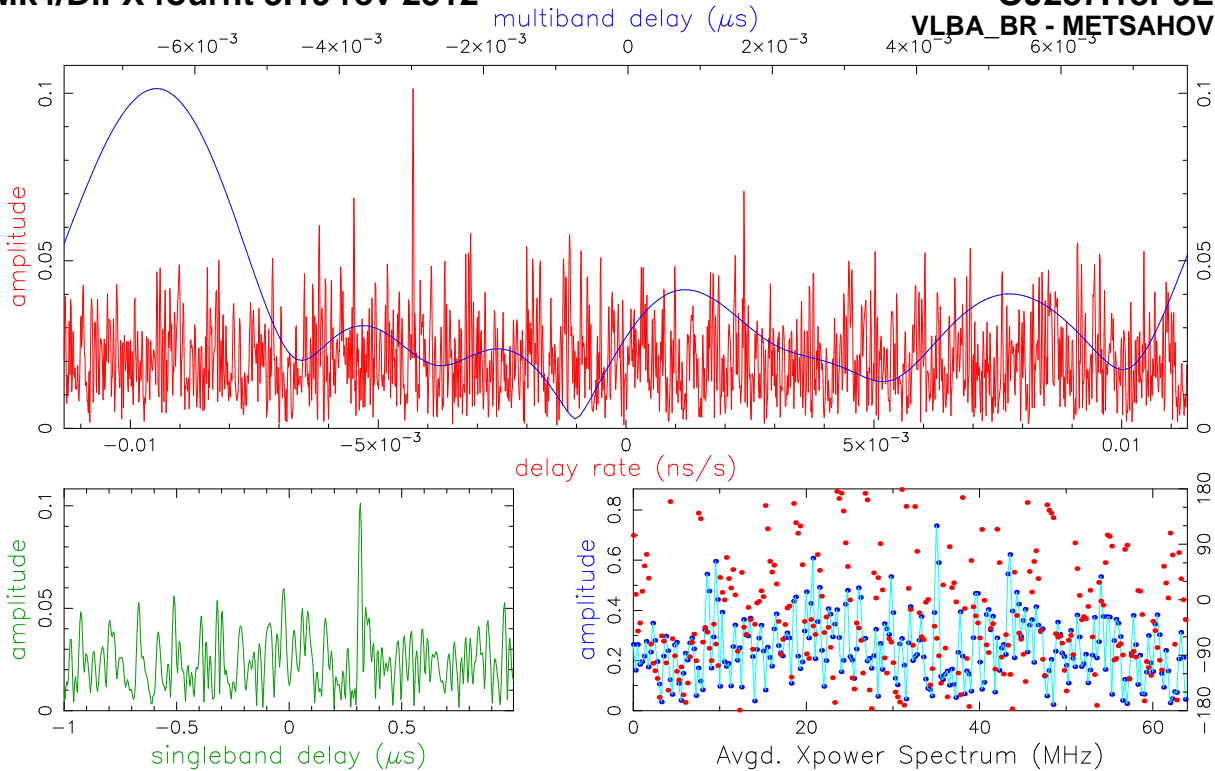 multiband delay (μs)
VLBA_BR - METSAHOV
−6×10⁻³ −4×10⁻³ −2×10⁻³ 0 2×10⁻³ 4×10⁻³ 6×10⁻³
amplitude
0 0.05 0.1
0 0.05 0.1
−0.01 −5×10⁻³ 0 5×10⁻³ 0.01
delay rate (ns/s)
amplitude
0 0.05 0.1
−1 −0.5 0 0.5
singleband delay (μs)
amplitude
0 0.2 0.4 0.6 0.8
−180 −90 0 90 180
0 20 40 60
Avgd. Xpower Spectrum (MHz)